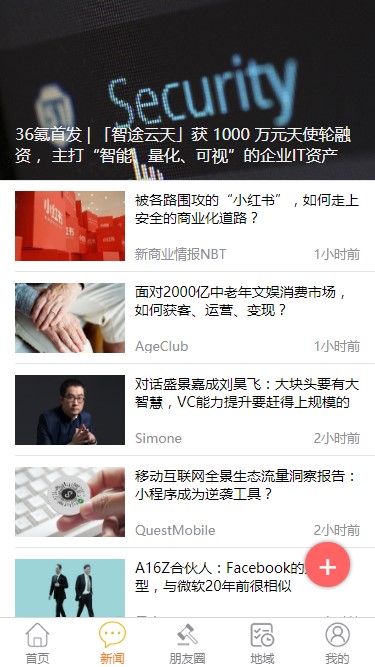 Security
36氪首发 | 「智途云天」获 1000 万元天使轮融
资，主打“智能、量化、可视”的企业IT资产
小红书
被各路围攻的“小红书”，如何走上
安全的商业化道路？
新商业情报NBT
1小时前
面对2000亿中老年文娱消费市场，
如何获客、运营、变现？
AgeClub
1小时前
对话盛景嘉成刘昊飞：大块头要有大
智慧，VC能力提升要赶得上规模的
Simone
2小时前
移动互联网全景生态流量洞察报告：
小程序成为逆袭工具？
QuestMobile
2小时前
A16Z合伙人：Facebook的
型，与微软20年前很相似
2小时前
+
首页
新闻
朋友圈
地域
我的